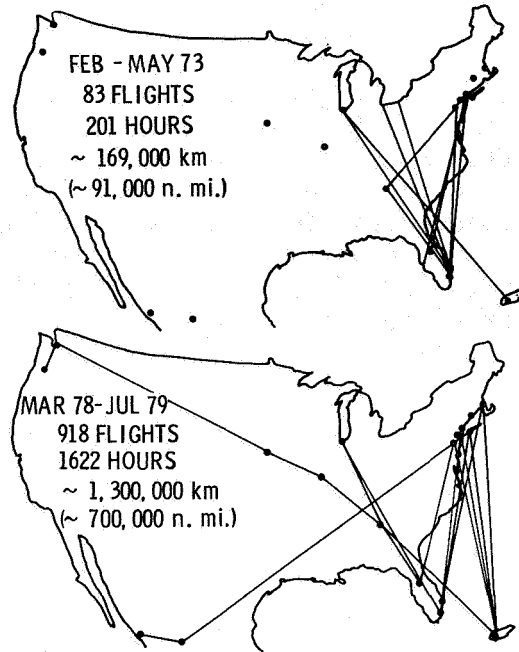 FEB - MAY 73
83 FLIGHTS
201 HOURS
~ 169,000 km
(~ 91,000 n. mi.)
MAR 78-JUL 79
918 FLIGHTS
1622 HOURS
~ 1,300,000 km
(~ 700,000 n. mi.)